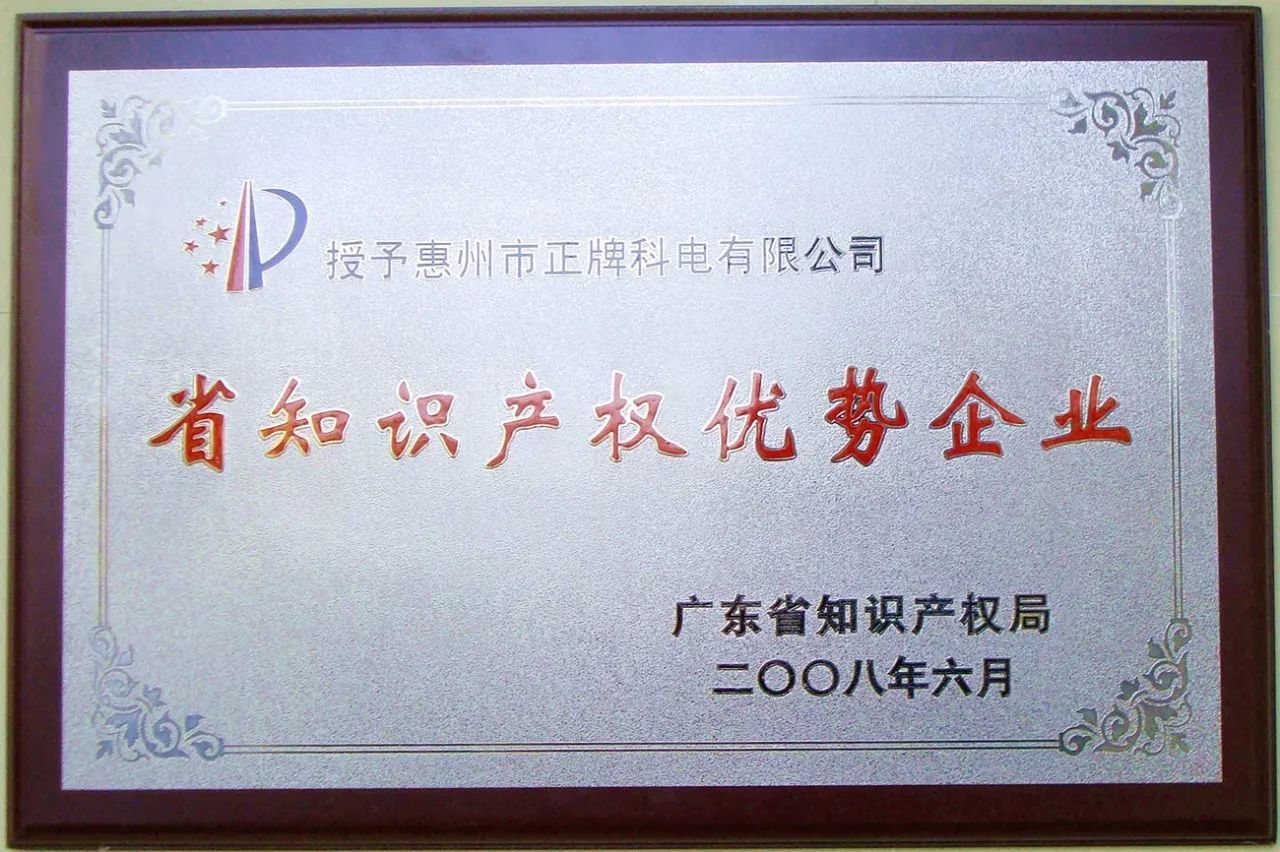 授予惠州市正牌科电有限公司
省知识产权优势企业
广东省知识产权局
二〇〇八年六月